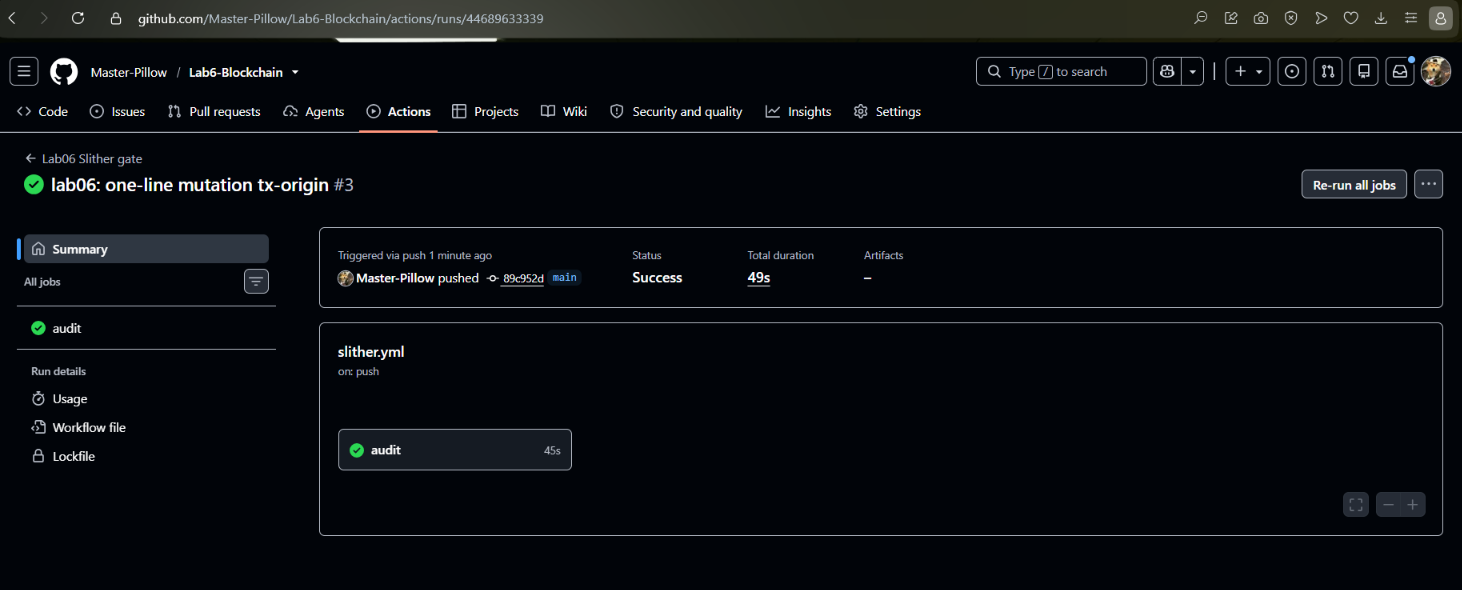 github.com/Master-Pillow/Lab6-Blockchain/actions/runs/44689633339
Master-Pillow / Lab6-Blockchain
Type / to search
Code Issues Pull requests Agents Actions Projects Wiki Security and quality Insights Settings
Lab06 Slither gate
lab06: one-line mutation tx-origin #3
Re-run all jobs
Summary
All jobs
audit
Run details
Usage
Workflow file
Lockfile
Triggered via push 1 minute ago
Master-Pillow pushed 89c952d main
Status
Success
Total duration
49s
Artifacts
–
slither.yml
on: push
audit 45s